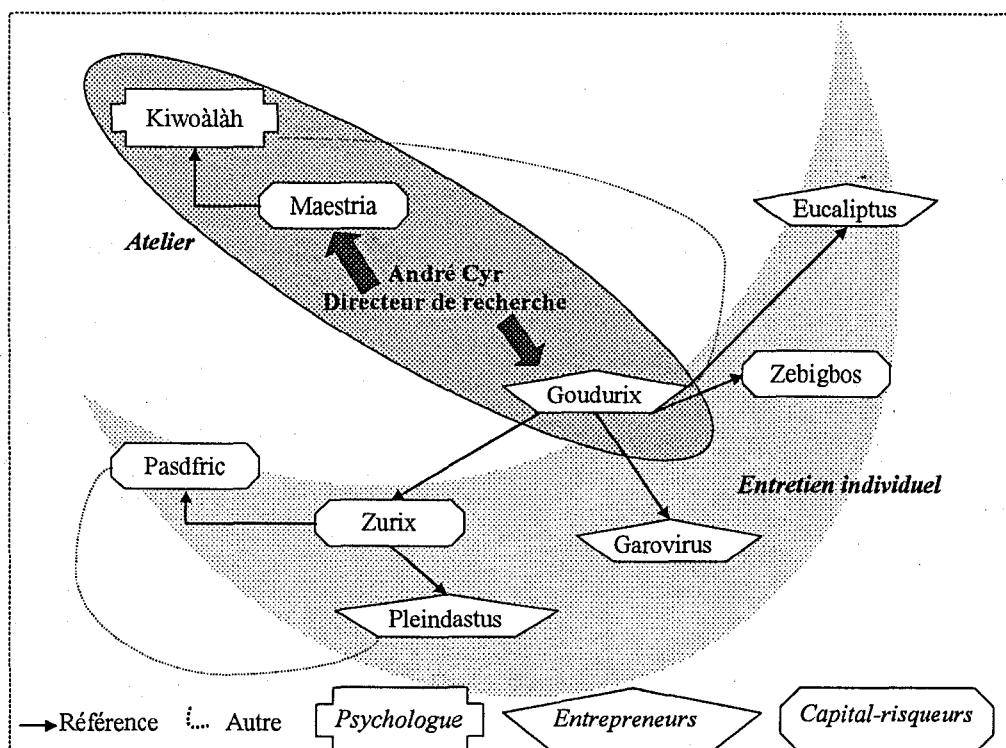 Kiwoàlàh
Maestria
Eucaliptus
Atelier
André Cyr
Directeur de recherche
Zebigbos
Goudurix
Pasdfric
Entretien individuel
Zurix
Garovirus
Pleindastus
Référence
Autre
Psychologue
Entrepreneurs
Capital-risqueurs